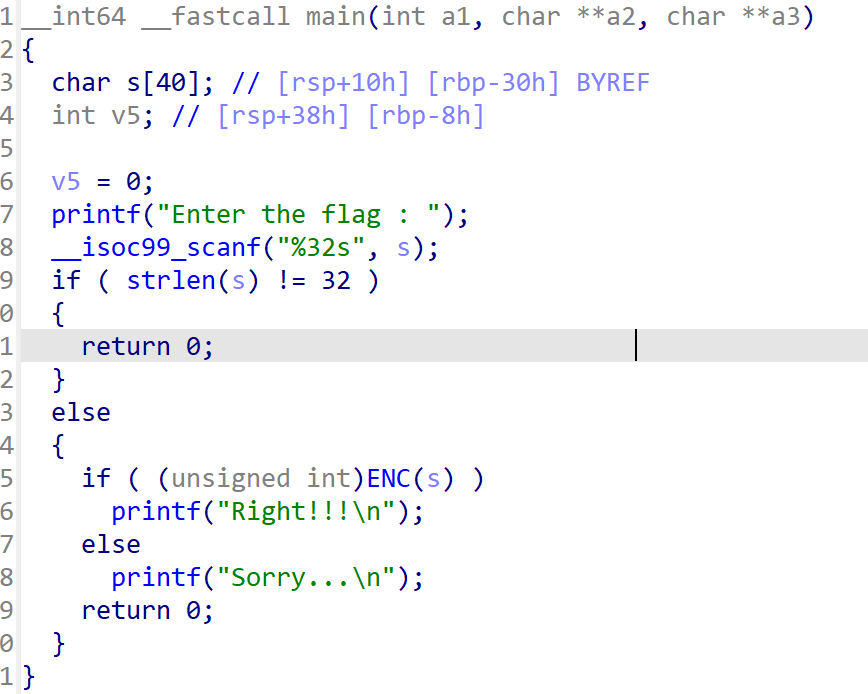 1 __int64 __fastcall main(int a1, char **a2, char **a3)
2 {
3 char s[40]; // [rsp+10h] [rbp-30h] BYREF
4 int v5; // [rsp+38h] [rbp-8h]
5
6 v5 = 0;
7 printf("Enter the flag : ");
8 __isoc99_scanf("%32s", s);
9 if ( strlen(s) != 32 )
0 {
1 return 0;
2 }
3 else
4 {
5 if ( (unsigned int)ENC(s) )
6 printf("Right!!!\n");
7 else
8 printf("Sorry...\n");
9 return 0;
0 }
1 }